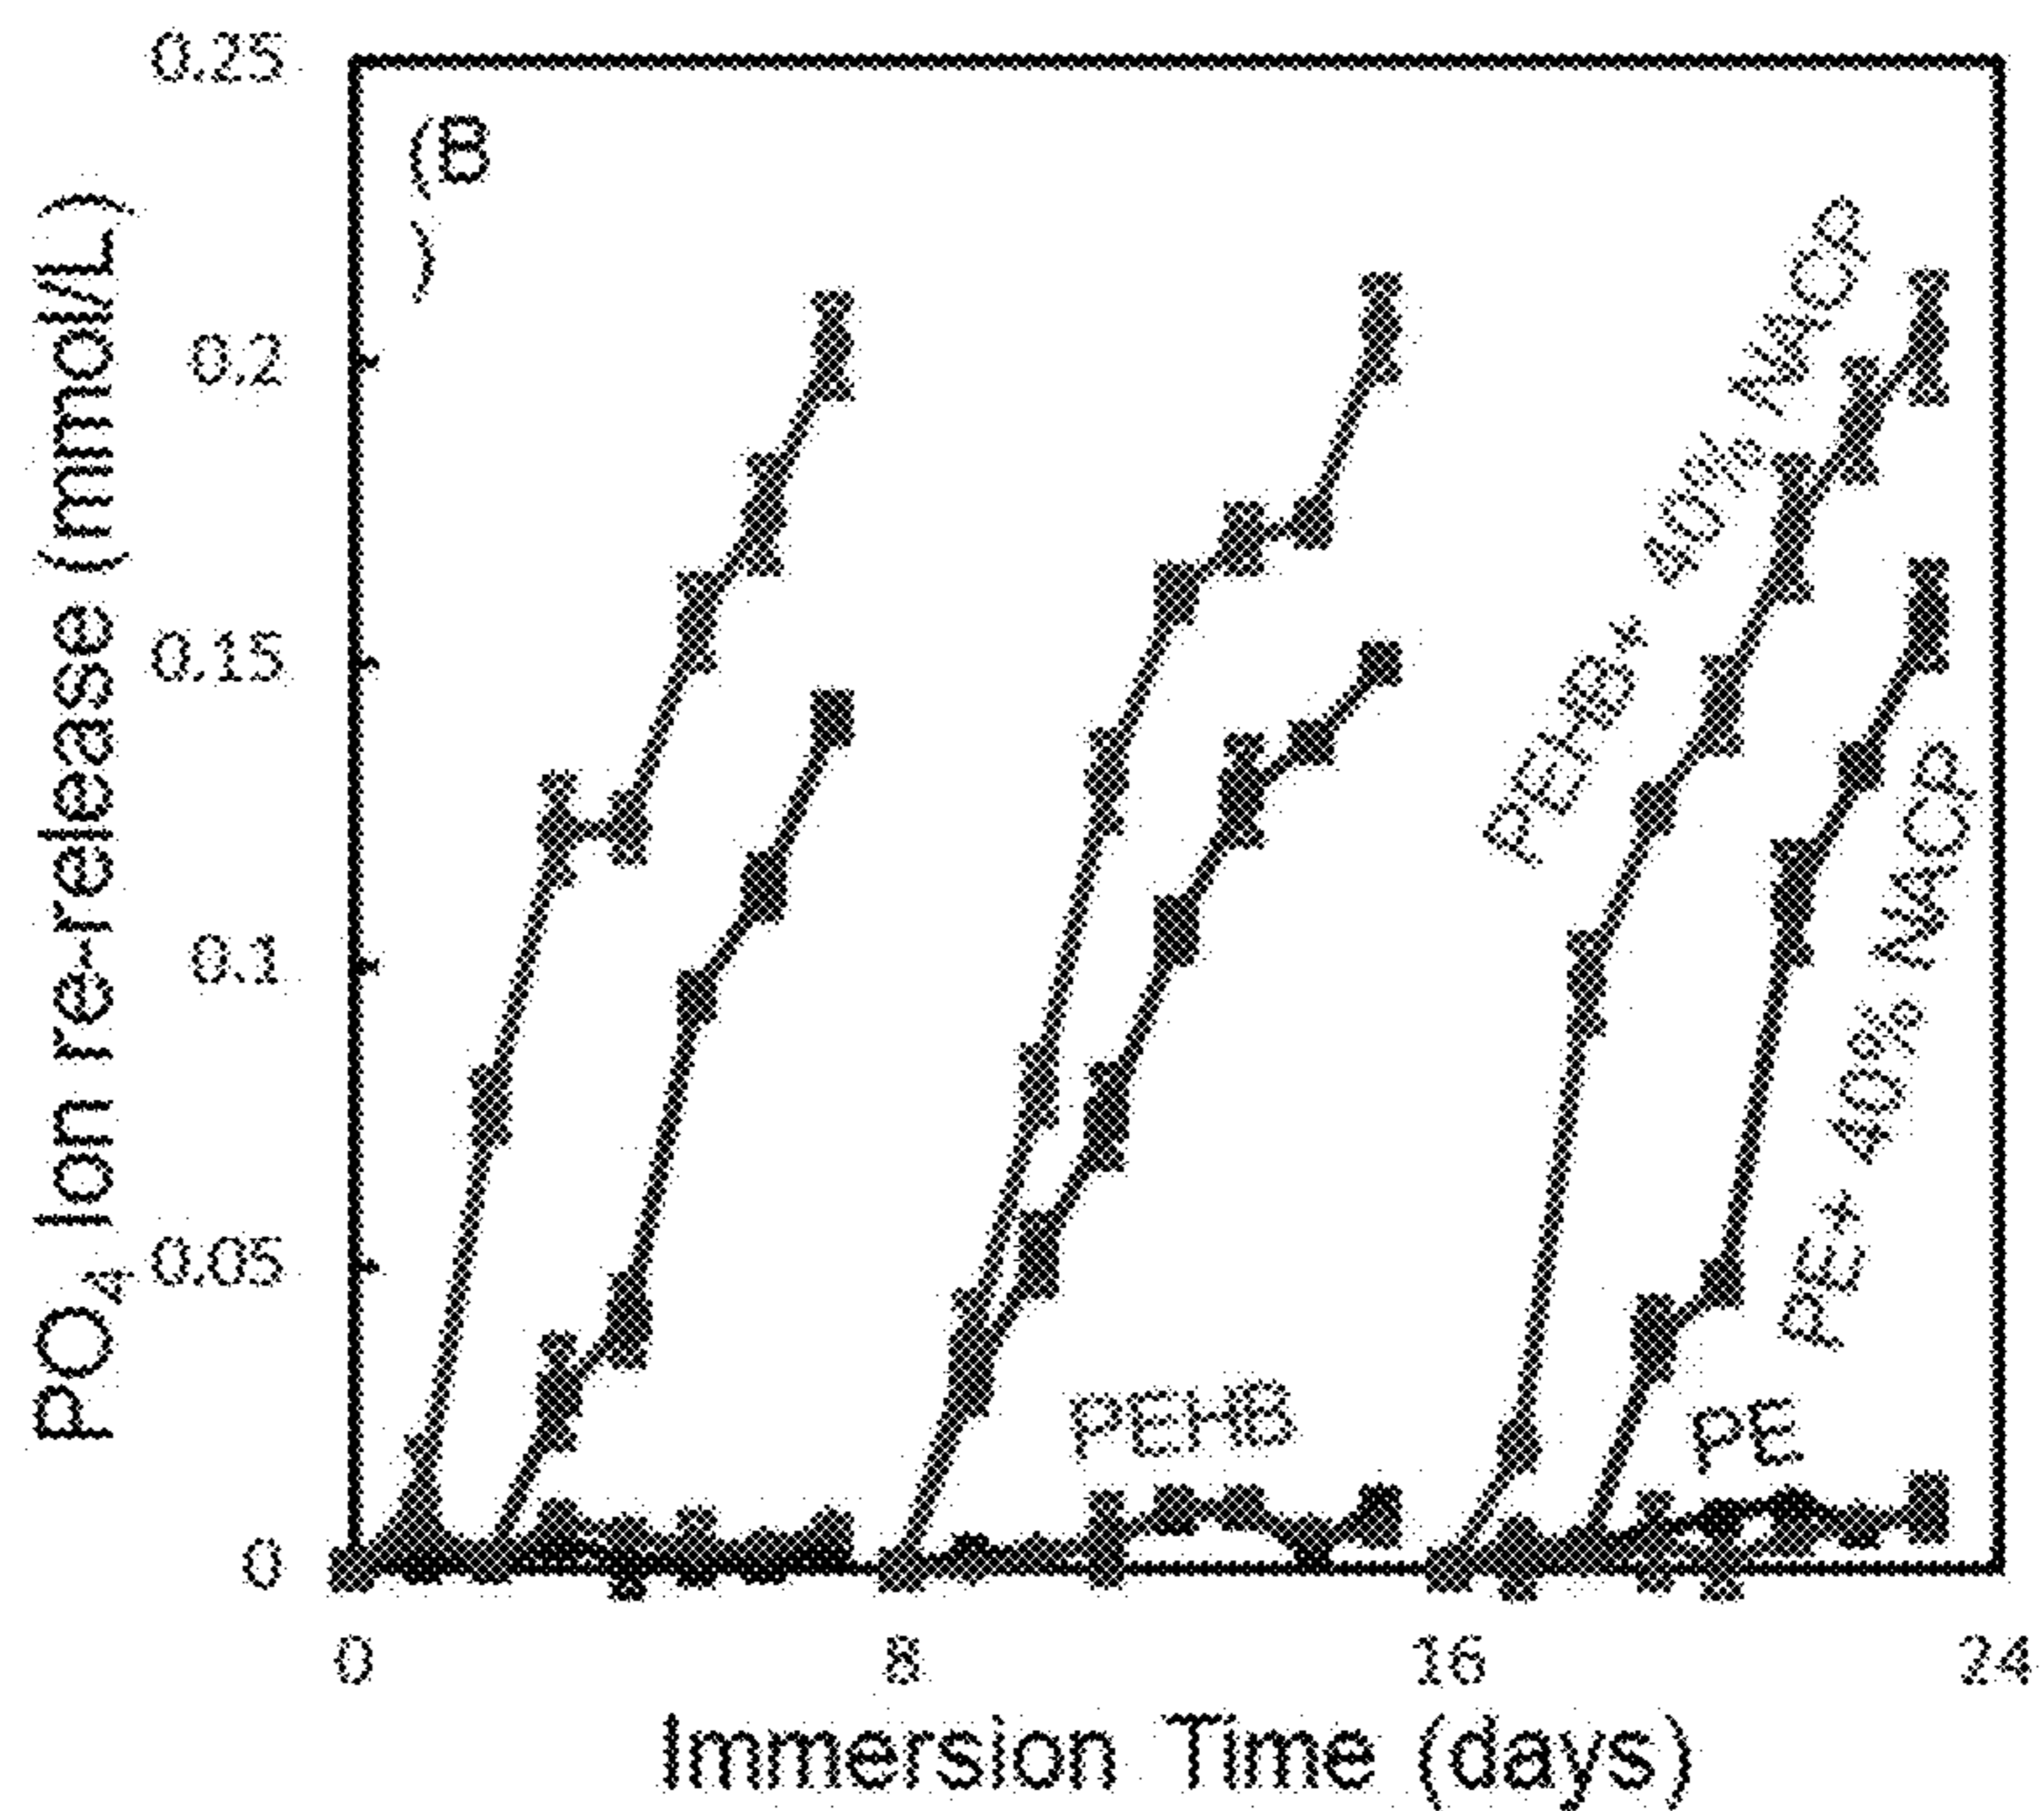 PO4 Ion re-release (mmol/L)
0.25
0.2
0.15
0.1
0.05
0
(B
)
PEHB+ 40% NACP
PE+ 40% NACP
PEHB
PE
0
8
16
24
Immersion Time (days)